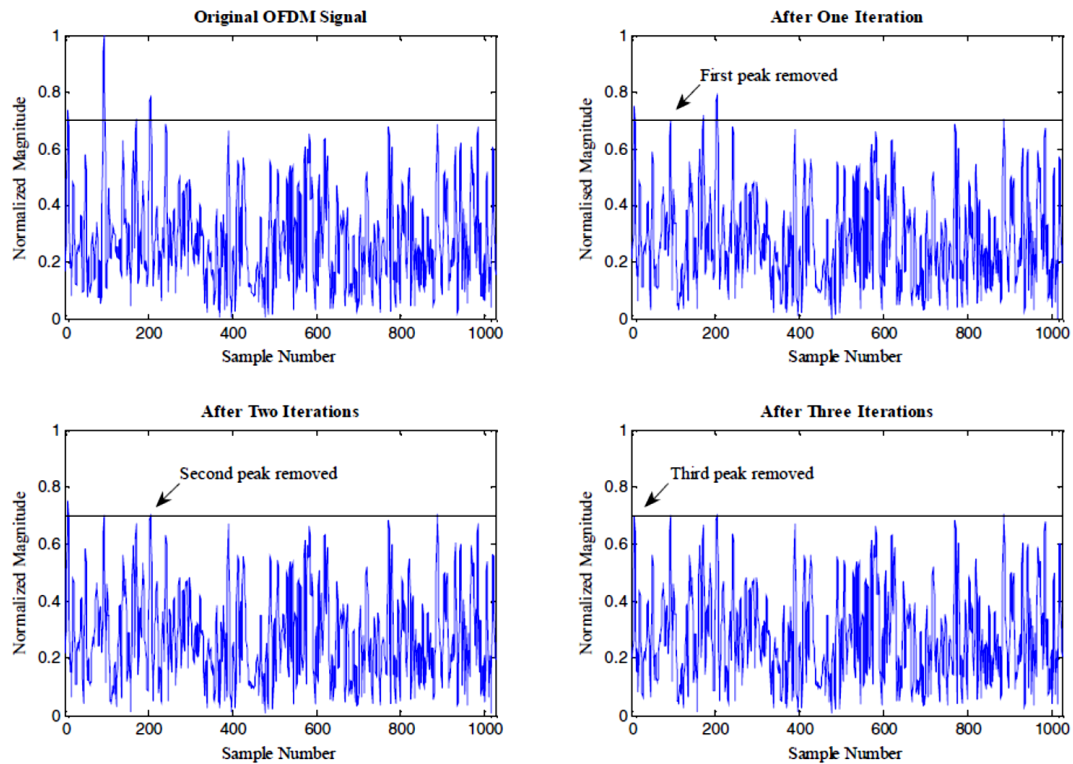 Original OFDM Signal
Normalized Magnitude
1
0.8
0.6
0.4
0.2
0
0 200 400 600 800 1000
Sample Number
After One Iteration
First peak removed
Normalised Magnitude
1
0.8
0.6
0.4
0.2
0
0 200 400 600 800 1000
Sample Number
After Two Iterations
Second peak removed
Normalized Magnitude
1
0.8
0.6
0.4
0.2
0
0 200 400 600 800 1000
Sample Number
After Three Iterations
Third peak removed
Normalized Magnitude
1
0.8
0.6
0.4
0.2
0
0 200 400 600 800 1000
Sample Number